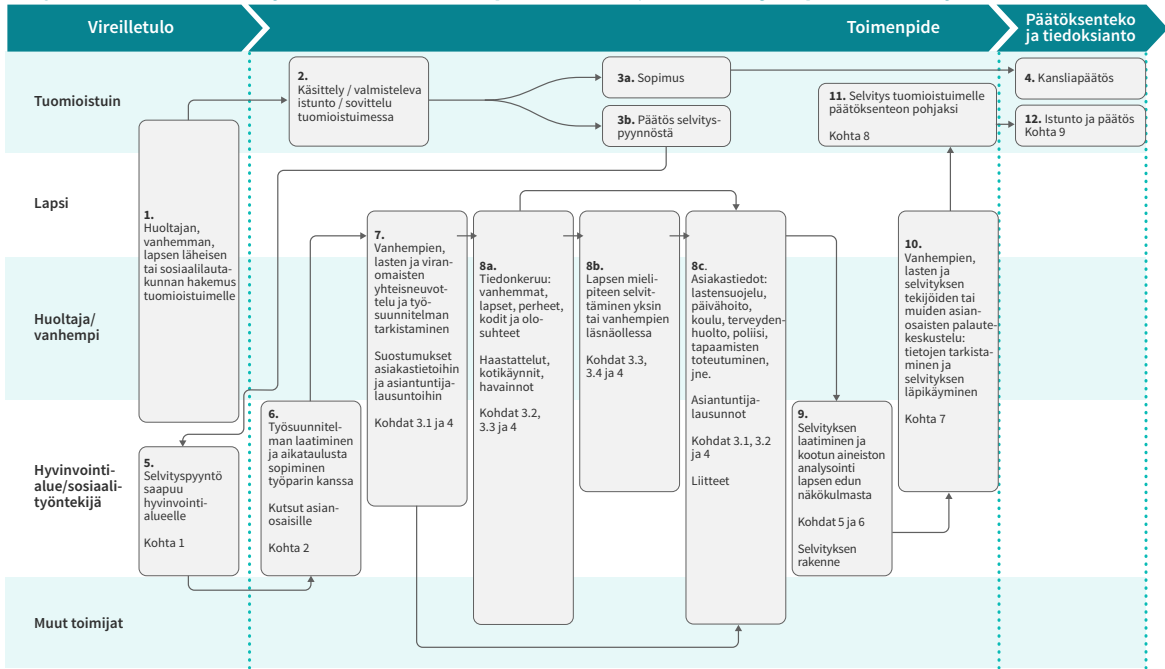 Vireilletulo
Toimenpide
Päätöksenteko
ja tiedoksianto
Tuomioistuin
Lapsi
Huoltaja/
vanhempi
Hyvinvointi-
alue/sosiaali-
työntekijä
Muut toimijat
1.
Huoltajan,
vanhemman,
lapsen läheisen
tai sosiaalilauta-
kunnan hakemus
tuomioistuimelle
2.
Käsittely / valmisteleva
istunto / sovittelu
tuomioistuimessa
3a. Sopimus
3b. Päätös selvitys-
pyynnöstä
4. Kansliapäätös
5.
Selvityspyyntö
saapuu
hyvinvointi-
alueelle
Kohta 1
6.
Työsuunnitel-
man laatiminen
ja aikataulusta
sopiminen
työparin kanssa
Kutsut asian-
osaisille
Kohta 2
7.
Vanhempien,
lasten ja viran-
omaisten
yhteisneuvot-
telu ja työ-
suunnitelman
tarkistaminen
Suostumukset
asiakastietoihin
ja asiantuntija-
lausuntoihin
Kohdat 3.1 ja 4
8a.
Tiedonkeruu:
vanhemmat,
lapset, perheet,
kodit ja olo-
suhteet
Haastattelut,
kotikäynnit,
havainnot
Kohdat 3.2,
3.3 ja 4
8b.
Lapsen mieli-
piteen selvit-
täminen yksin
tai vanhempien
läsnäollessa
Kohdat 3.3,
3.4 ja 4
8c.
Asiakastiedot:
lastensuojelu,
päivähoito,
koulu, terveyden-
huolto, poliisi,
tapaamisten
toteutuminen,
jne.
Asiantuntija-
lausunnot
Kohdat 3.1, 3.2
ja 4
Liitteet
9.
Selvityksen
laatiminen ja
kootun aineiston
analysointi
lapsen edun
näkökulmasta
Kohdat 5 ja 6
Selvityksen
rakenne
10.
Vanhempien,
lasten ja
selvityksen
tekijöiden tai
muiden asian-
osaisten palaute-
keskustelu:
tietojen tarkista-
minen ja
selvityksen
läpikäyminen
Kohta 7
11. Selvitys tuomioistuimelle
päätöksenteon pohjaksi
Kohta 8
12. Istunto ja päätös
Kohta 9